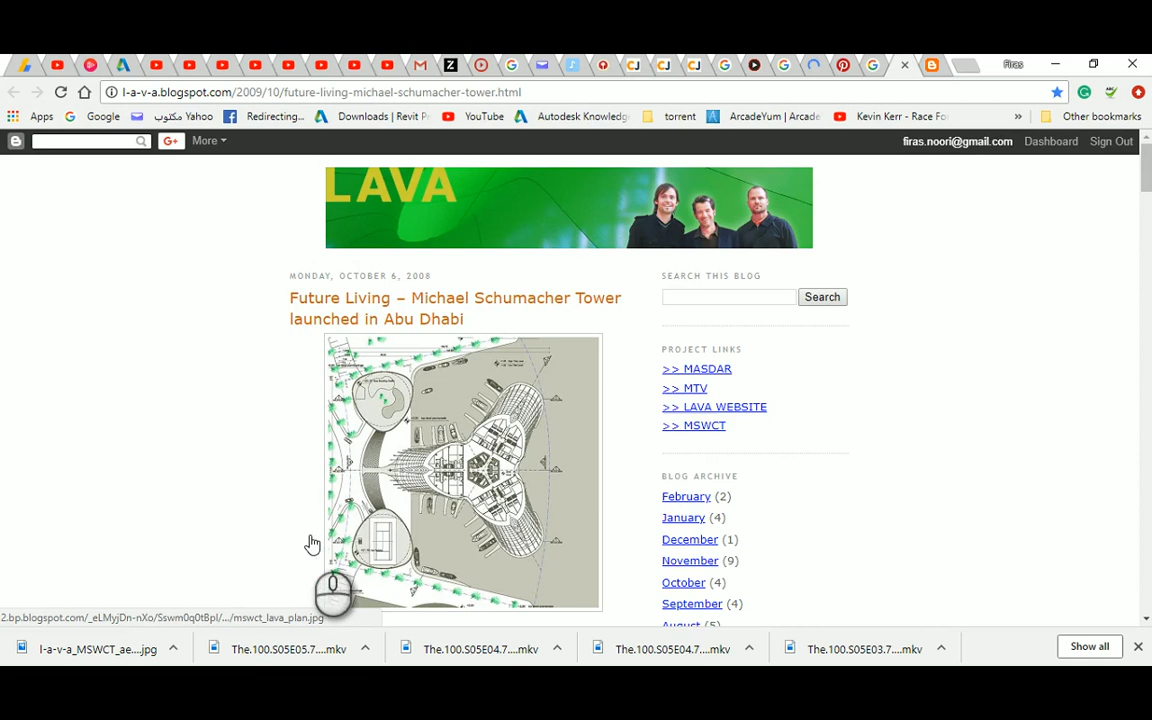 Firas
l-a-v-a.blogspot.com/2009/10/future-living-michael-schumacher-tower.html
Apps
Google
مكتوب Yahoo
Redirecting...
Downloads | Revit P
YouTube
Autodesk Knowledg
torrent
ArcadeYum | Arcade
Kevin Kerr - Race Fo
»
Other bookmarks
G+
More
firas.noori@gmail.com
Dashboard
Sign Out
LAVA
MONDAY, OCTOBER 6, 2008
Future Living – Michael Schumacher Tower
launched in Abu Dhabi
SEARCH THIS BLOG
Search
PROJECT LINKS
>> MASDAR
>> MTV
>> LAVA WEBSITE
>> MSWCT
BLOG ARCHIVE
February (2)
January (4)
December (1)
November (9)
October (4)
September (4)
August (5)
2.bp.blogspot.com/_eLMyjDn-nXo/Sswm0q0tBpI/.../mswct_lava_plan.jpg
l-a-v-a_MSWCT_ae....jpg
The.100.S05E05.7....mkv
The.100.S05E04.7....mkv
The.100.S05E04.7....mkv
The.100.S05E03.7....mkv
Show all